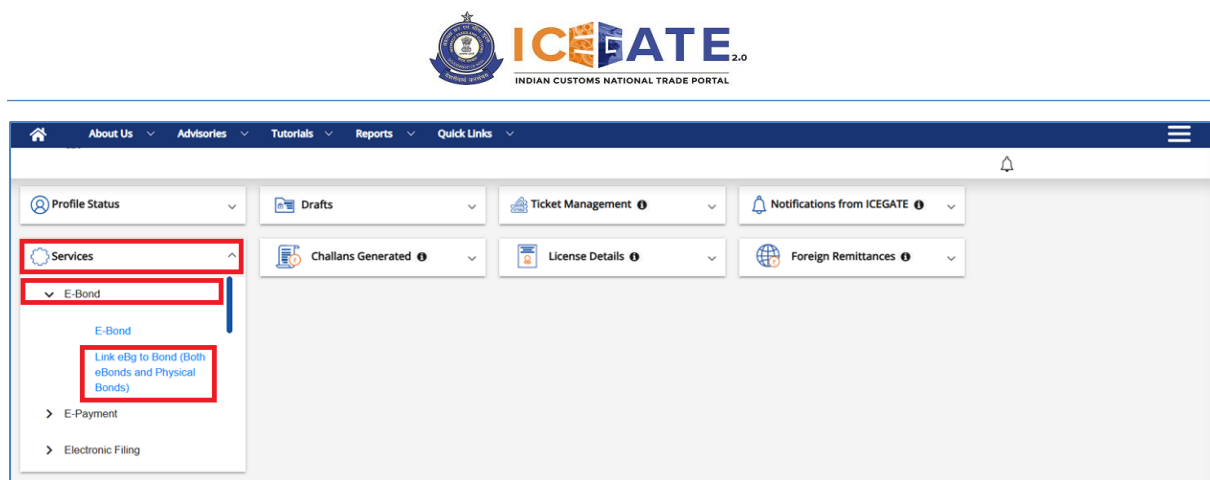 ICEGATE 2.0
INDIAN CUSTOMS NATIONAL TRADE PORTAL
About Us Advisories Tutorials Reports Quick Links
Profile Status
Drafts
Ticket Management
Notifications from ICEGATE
Services
Challans Generated
License Details
Foreign Remittances
E-Bond
E-Bond
Link eBg to Bond (Both
eBonds and Physical
Bonds)
E-Payment
Electronic Filing